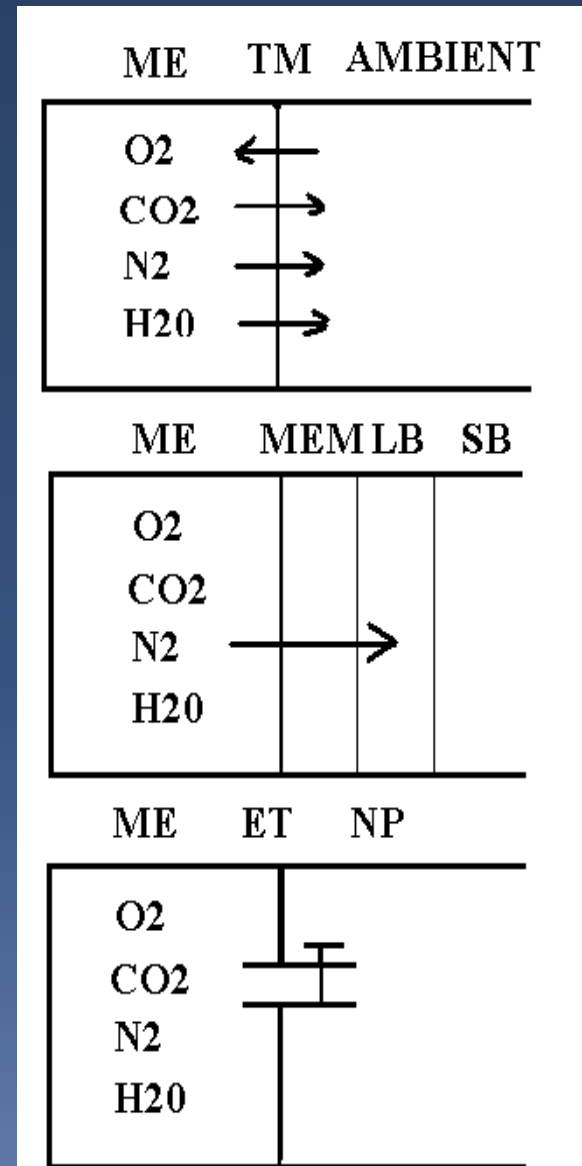 ME TM AMBIENT
O2
CO2
N2
H20
ME MEM LB SB
O2
CO2
N2
H20
ME ET NP
O2
CO2
N2
H20